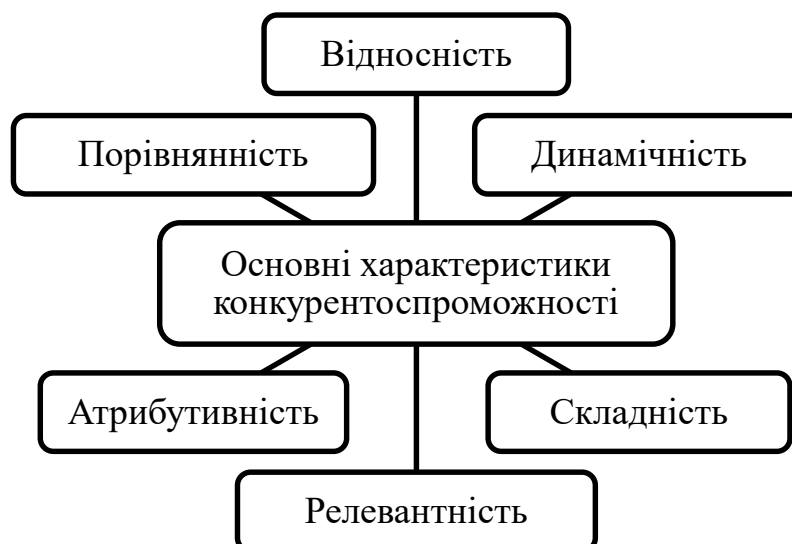 Відносність
Порівнянність
Динамічність
Основні характеристики
конкурентоспроможності
Атрибутивність
Складність
Релевантність